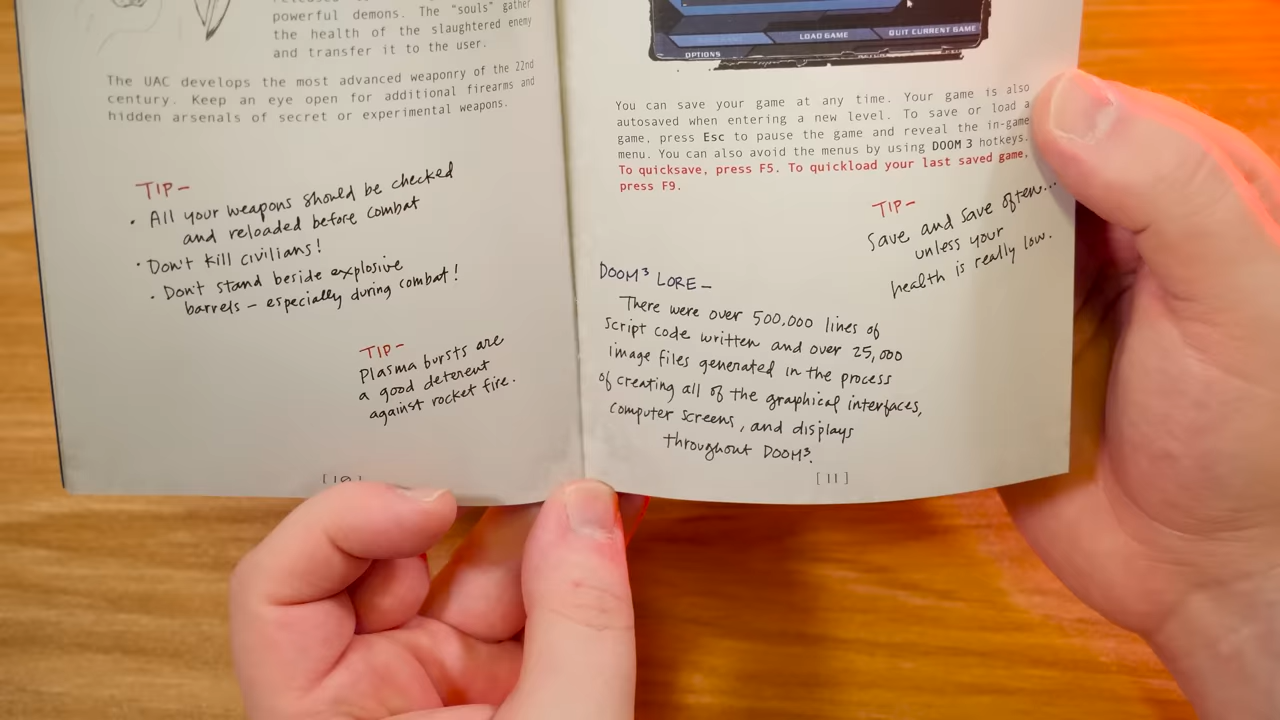 powerful demons. The "souls" gather
the health of the slaughtered enemy
and transfer it to the user.
The UAC develops the most advanced weaponry of the 22nd
century. Keep an eye open for additional firearms and
hidden arsenals of secret or experimental weapons.
TIP-
• All your weapons should be checked
and reloaded before combat
• Don't kill civilians!
• Don't stand beside explosive
barrels – especially during combat!
TIP-
Plasma bursts are
a good deterent
against rocket fire.
[10]
LOAD GAME
QUIT CURRENT GAME
OPTIONS
You can save your game at any time. Your game is also
autosaved when entering a new level. To save or load a
game, press Esc to pause the game and reveal the in-game
menu. You can also avoid the menus by using DOOM 3 hotkeys.
To quicksave, press F5. To quickload your last saved game,
press F9.
TIP-
Save and save often...
unless your
health is really low.
DOOM³ LORE –
There were over 500,000 lines of
script code written and over 25,000
image files generated in the process
of creating all of the graphical interfaces,
computer screens, and displays
throughout DOOM³.
[11]